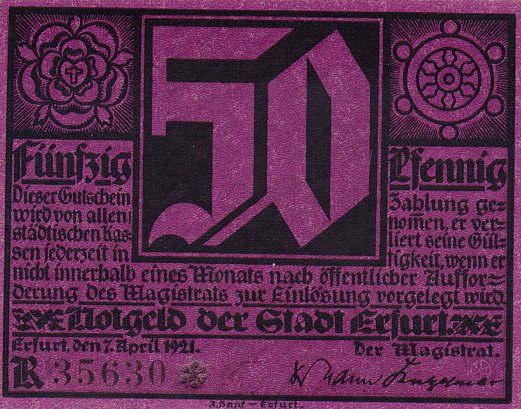 50
Fünfzig Pfennig
Dieser Gutschein Zahlung ge-
wird von allen nom̄en, er ver-
städtischen Kas- liert seine Gül-
sen jederzeit in tigkeit, wenn er
nicht innerhalb eines Monats nach öffentlicher Auffor-
derung des Magistrats zur Einlösung vorgelegt wird.
Notgeld der Stadt Erfurt.
Erfurt, den 7. April 1921. Der Magistrat.
R 35630